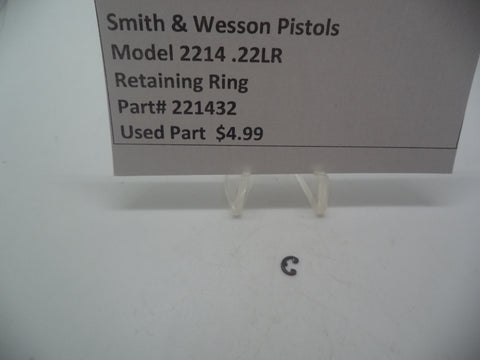 Smith & Wesson Pistols
Model 2214 .22LR
Retaining Ring
Part# 221432
Used Part $4.99